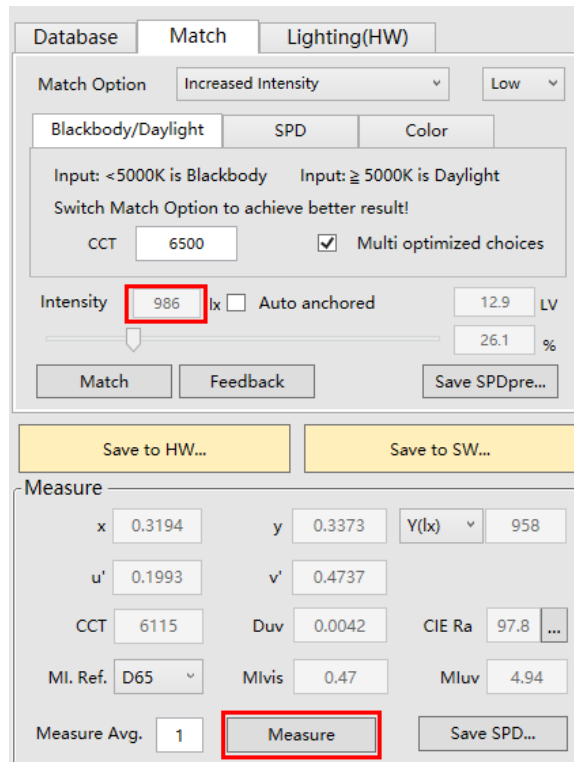 Database Match Lighting(HW)
Match Option Increased Intensity Low
Blackbody/Daylight SPD Color
Input: <5000K is Blackbody Input: ≧ 5000K is Daylight
Switch Match Option to achieve better result!
CCT 6500 Multi optimized choices
Intensity 986 lx Auto anchored 12.9 LV
26.1 %
Match Feedback Save SPDpre...
Save to HW... Save to SW...
Measure
x 0.3194 y 0.3373 Y(lx) 958
u' 0.1993 v' 0.4737
CCT 6115 Duv 0.0042 CIE Ra 97.8 ...
MI. Ref. D65 MIvis 0.47 MIuv 4.94
Measure Avg. 1 Measure Save SPD...